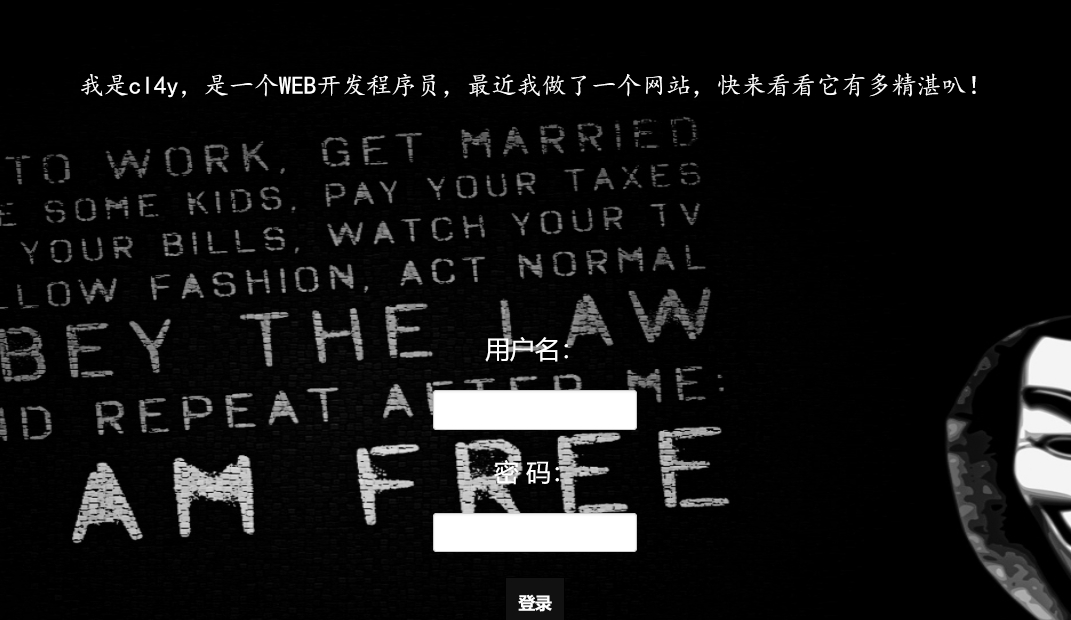 我是cl4y，是一个WEB开发程序员，最近我做了一个网站，快来看看它有多精湛叭！
TO WORK, GET MARRIED
E SOME KIDS, PAY YOUR TAXES
YOUR BILLS, WATCH YOUR TV
LLOW FASHION, ACT NORMAL
BEY THE LAW
用户名：
ND REPEAT AFTER ME:
AM FREE
密 码：
登录